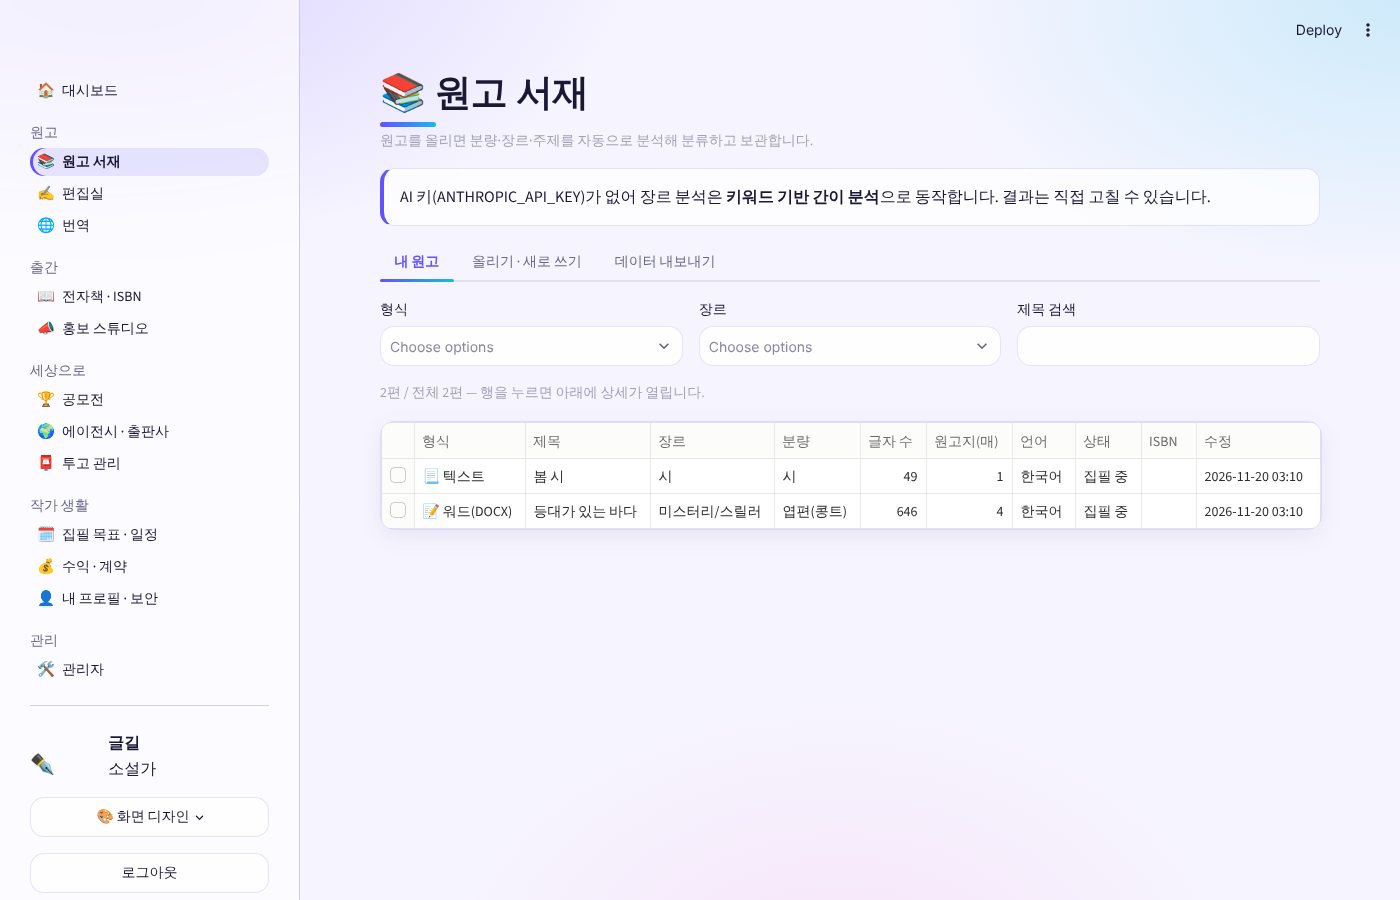 Deploy
대시보드
원고
원고 서재
편집실
번역
출간
전자책 · ISBN
홍보 스튜디오
세상으로
공모전
에이전시 · 출판사
투고 관리
작가 생활
집필 목표 · 일정
수익 · 계약
내 프로필 · 보안
관리
관리자
글길
소설가
화면 디자인
로그아웃
원고 서재
원고를 올리면 분량·장르·주제를 자동으로 분석해 분류하고 보관합니다.
AI 키(ANTHROPIC_API_KEY)가 없어 장르 분석은 키워드 기반 간이 분석으로 동작합니다. 결과는 직접 고칠 수 있습니다.
내 원고 올리기 · 새로 쓰기 데이터 내보내기
형식 장르 제목 검색
Choose options Choose options
2편 / 전체 2편 — 행을 누르면 아래에 상세가 열립니다.
형식 제목 장르 분량 글자 수 원고지(매) 언어 상태 ISBN 수정
텍스트 봄 시 시 시 49 1 한국어 집필 중 2026-11-20 03:10
워드(DOCX) 등대가 있는 바다 미스터리/스릴러 엽편(콩트) 646 4 한국어 집필 중 2026-11-20 03:10